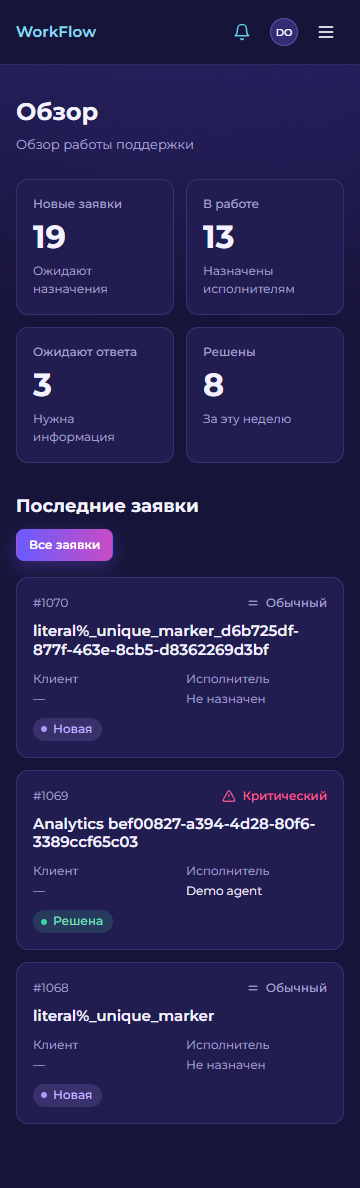 WorkFlow
DO
Обзор
Обзор работы поддержки
Новые заявки
19
Ожидают
назначения
В работе
13
Назначены
исполнителям
Ожидают ответа
3
Нужна
информация
Решены
8
За эту неделю
Последние заявки
Все заявки
#1070
Обычный
literal%_unique_marker_d6b725df-
877f-463e-8cb5-d8362269d3bf
Клиент
Исполнитель
—
Не назначен
Новая
#1069
Критический
Analytics bef00827-a394-4d28-80f6-
3389ccf65c03
Клиент
Исполнитель
—
Demo agent
Решена
#1068
Обычный
literal%_unique_marker
Клиент
Исполнитель
—
Не назначен
Новая